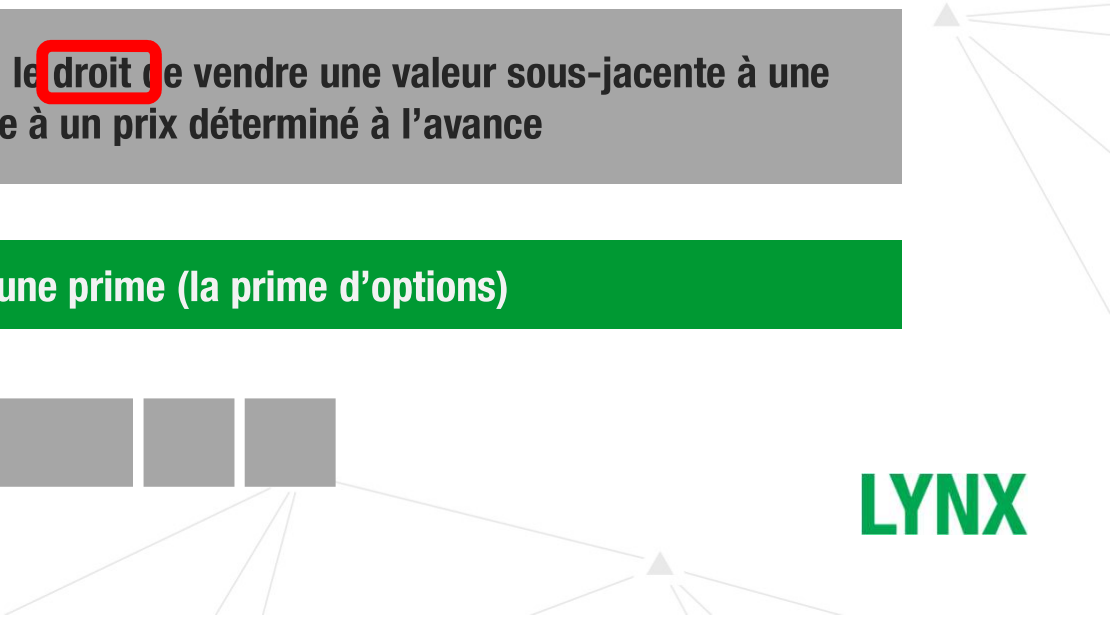 le droit de vendre une valeur sous-jacente à une
e à un prix déterminé à l’avance
une prime (la prime d’options)
LYNX